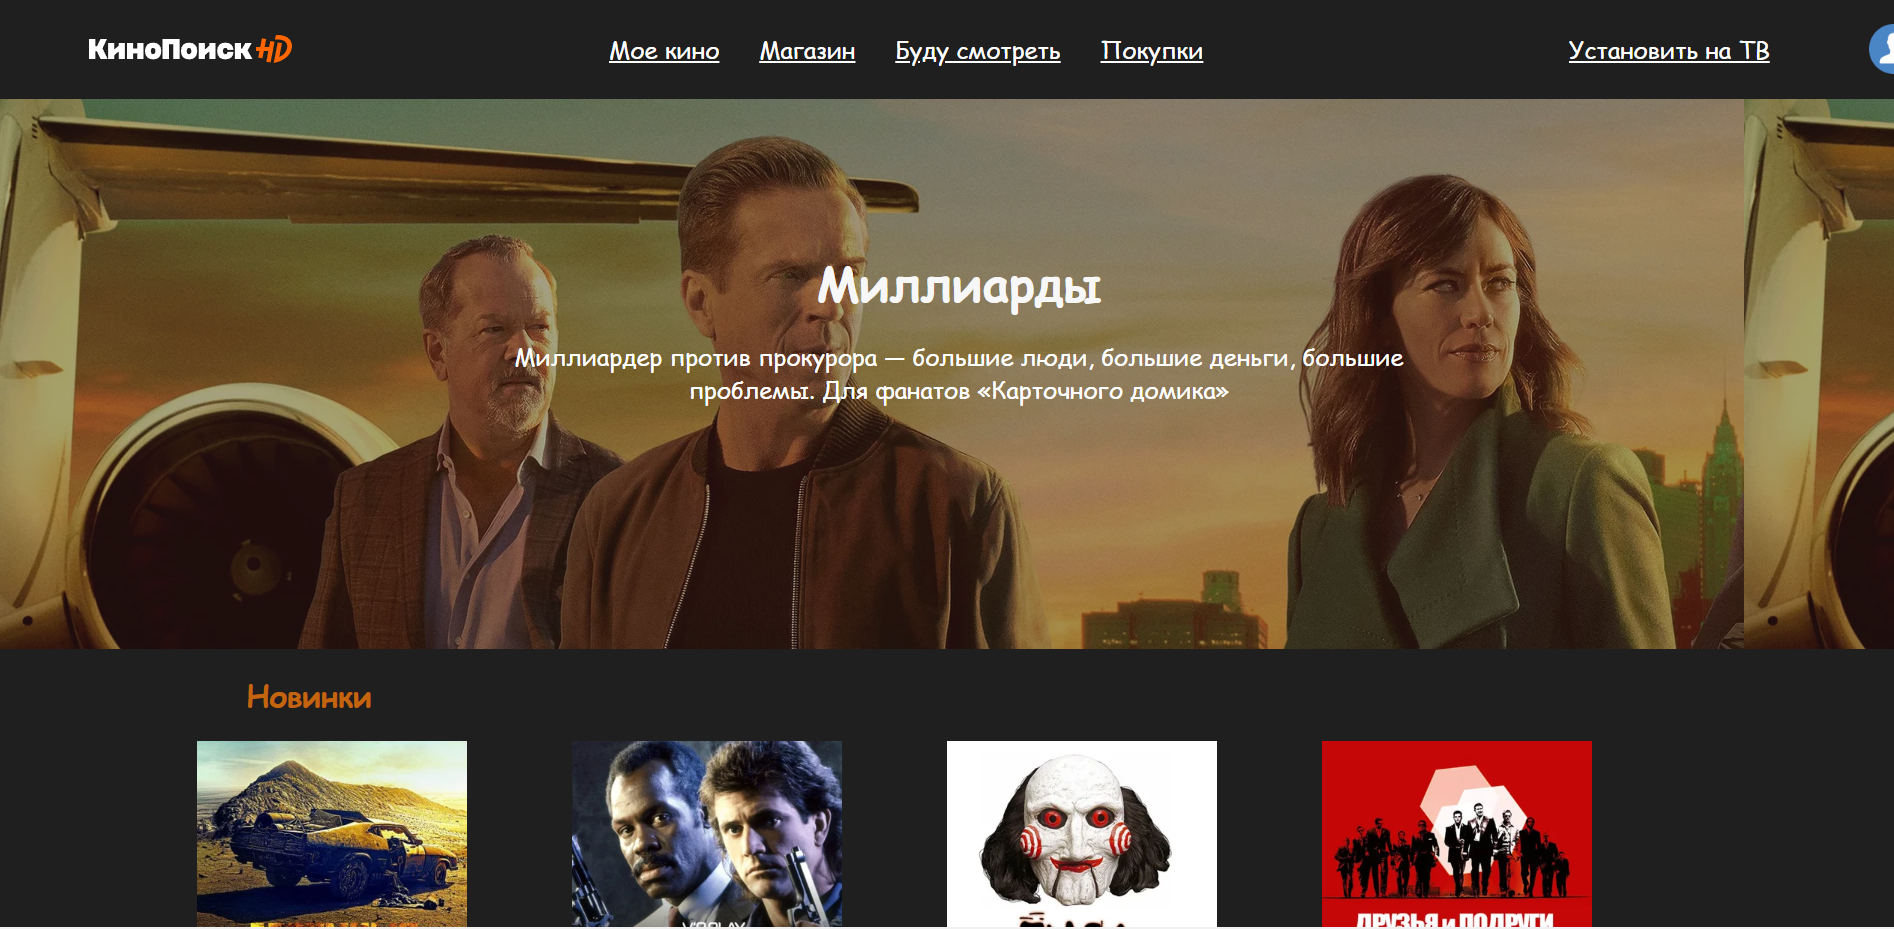 КиноПоиск HD
Мое кино
Магазин
Буду смотреть
Покупки
Установить на ТВ
Миллиарды
Миллиардер против прокурора — большие люди, большие деньги, большие
проблемы. Для фанатов «Карточного домика»
Новинки
ДРУЗЬЯ и ПОДРУГИ